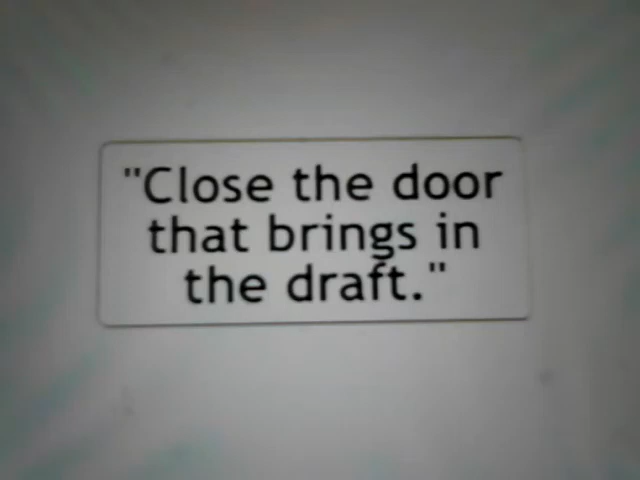 "Close the door
that brings in
the draft."